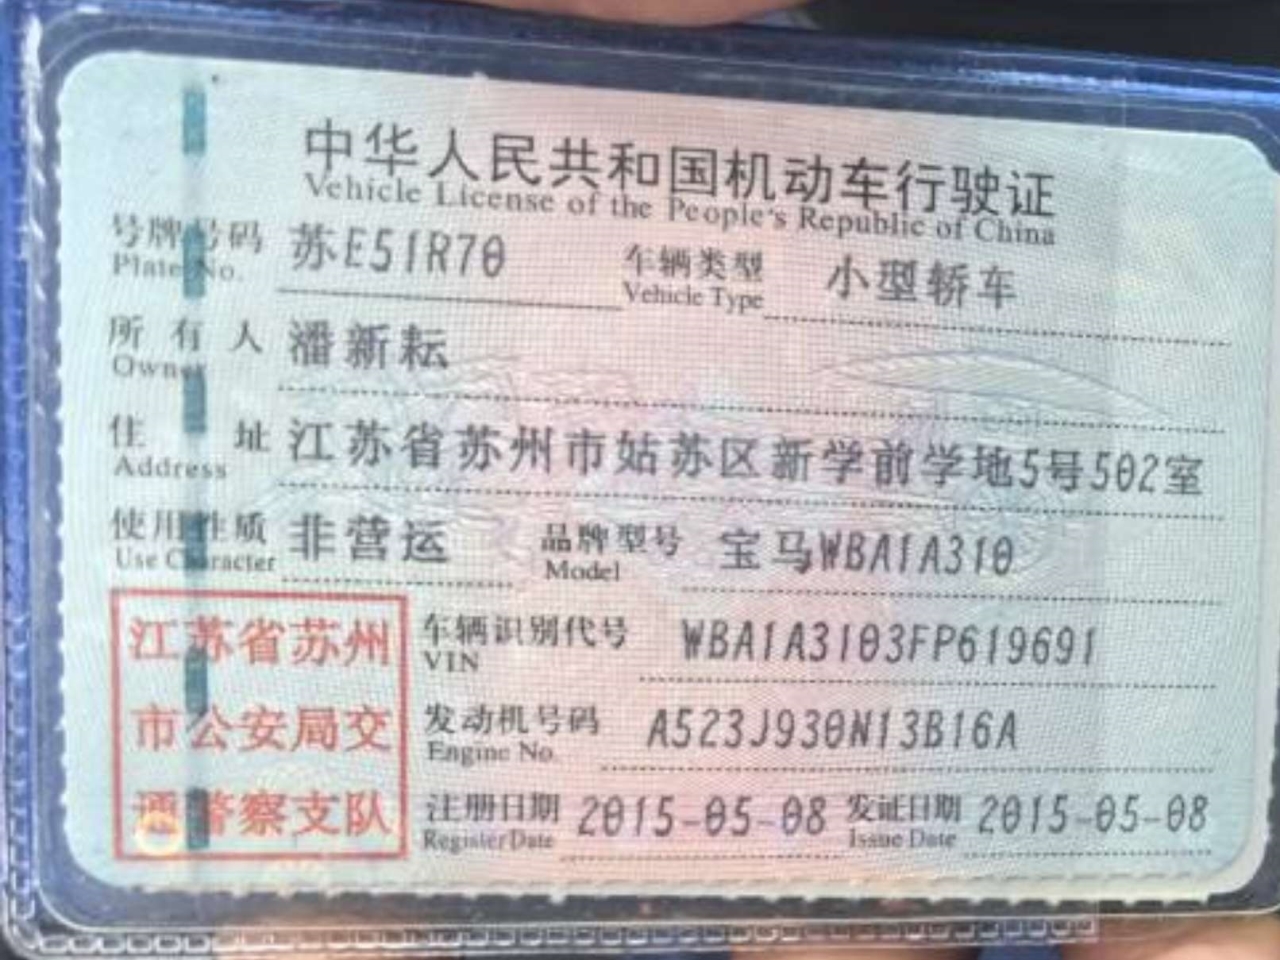 中华人民共和国机动车行驶证
Vehicle License of the People's Republic of China
号牌号码 苏E51R70 车辆类型 小型轿车
Plate No. Vehicle Type
所有人 潘新耘
Owner
住址 江苏省苏州市姑苏区新学前学地5号502室
Address
使用性质 非营运 品牌型号 宝马WBA1A310
Use Character Model
江苏省苏州
市公安局交
通警察支队
车辆识别代号 WBA1A3103FP619691
VIN
发动机号码 A523J930N13B16A
Engine No.
注册日期 2015-05-08 发证日期 2015-05-08
Register Date Issue Date